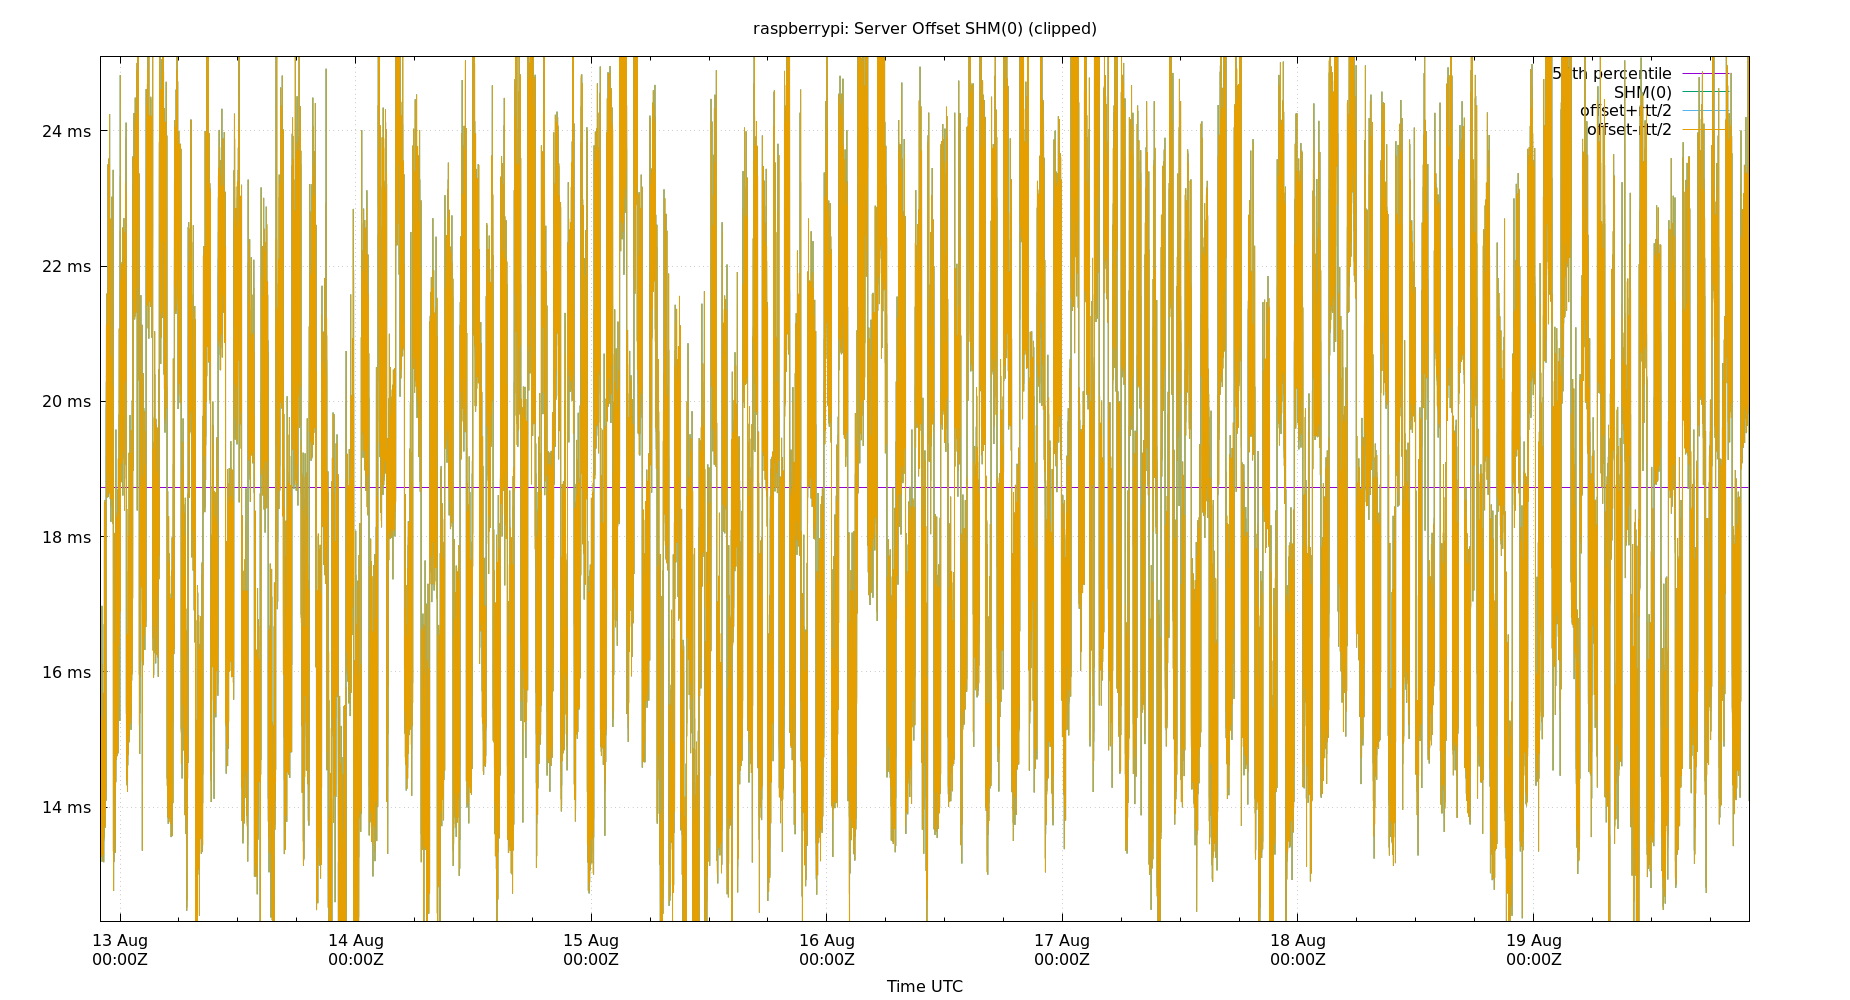 raspberrypi: Server Offset SHM(0) (clipped)
50th percentile
SHM(0)
offset+rtt/2
offset-rtt/2
24 ms
22 ms
20 ms
18 ms
16 ms
14 ms
13 Aug 14 Aug 15 Aug 16 Aug 17 Aug 18 Aug 19 Aug
00:00Z 00:00Z 00:00Z 00:00Z 00:00Z 00:00Z 00:00Z
Time UTC